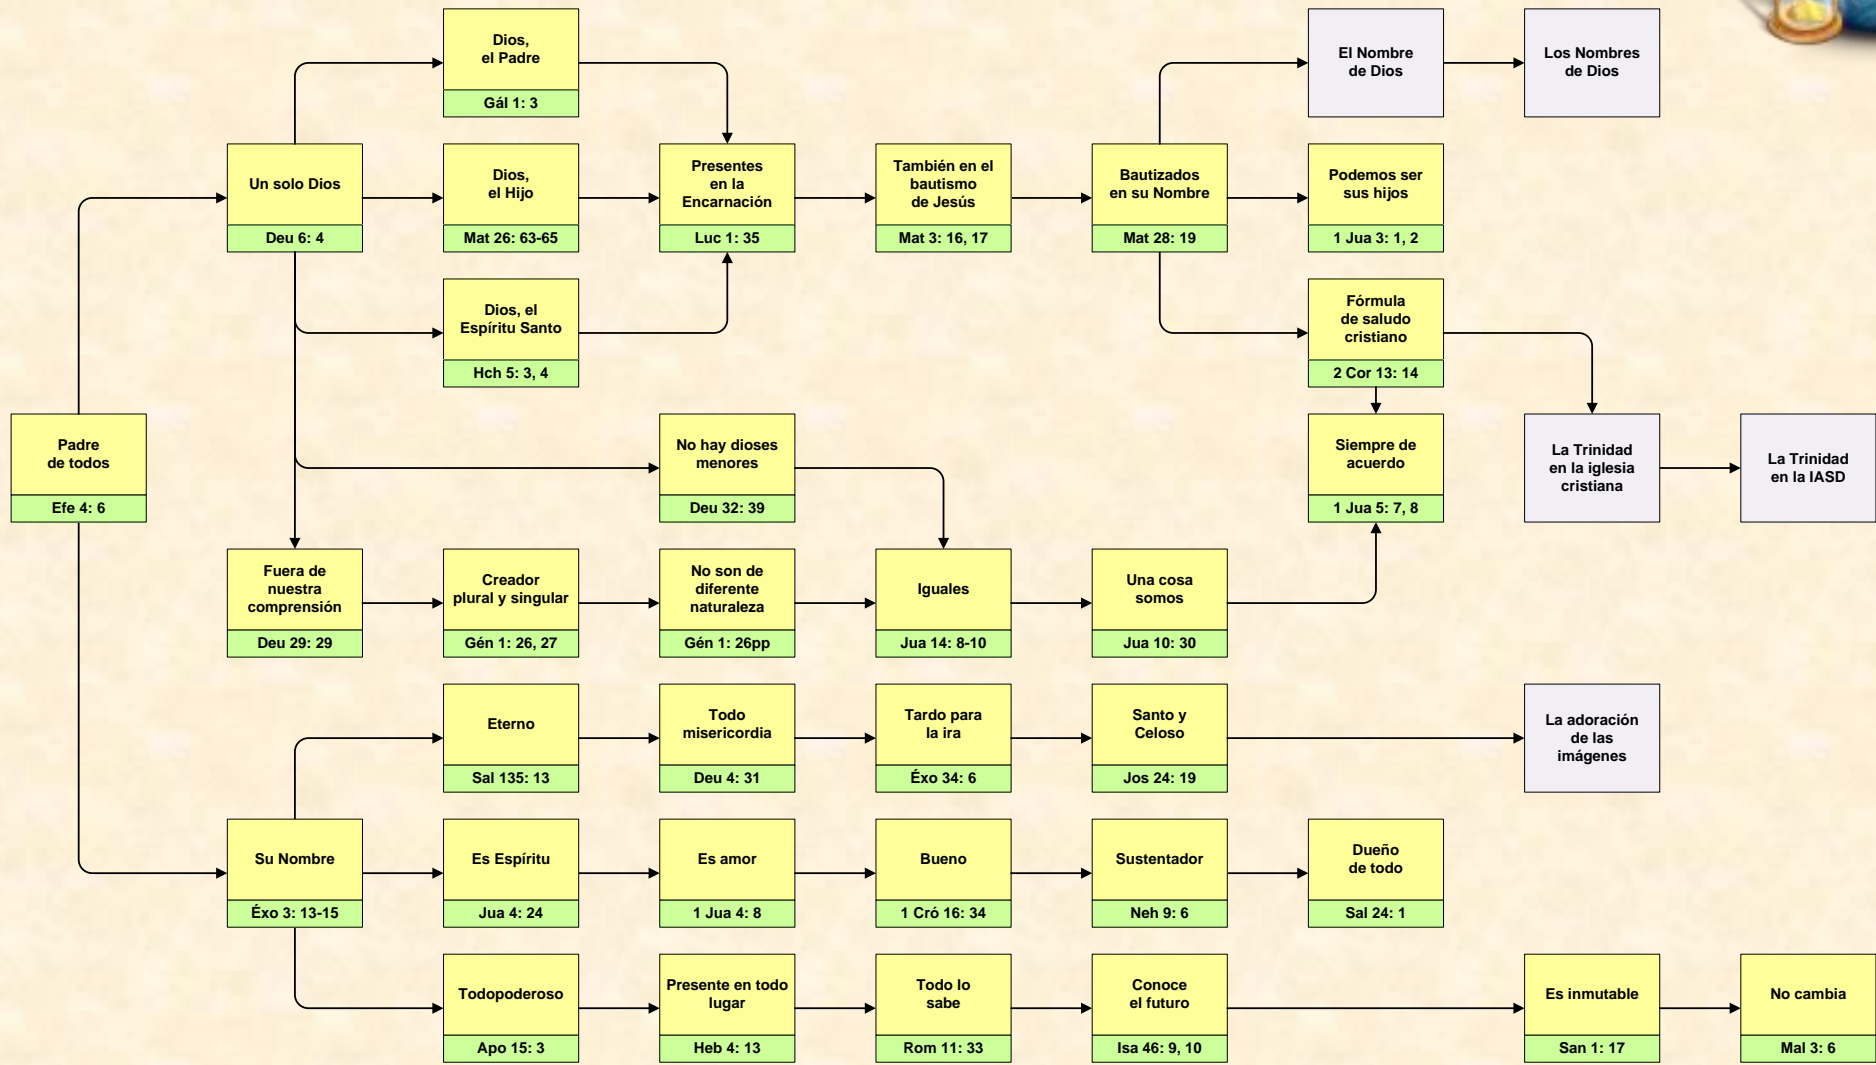 Dios,
el Padre
Gál 1: 3
El Nombre
de Dios
Los Nombres
de Dios
Un solo Dios
Deu 6: 4
Dios,
el Hijo
Mat 26: 63-65
Presentes
en la
Encarnación
Luc 1: 35
También en el
bautismo
de Jesús
Mat 3: 16, 17
Bautizados
en su Nombre
Mat 28: 19
Podemos ser
sus hijos
1 Jua 3: 1, 2
Dios, el
Espíritu Santo
Hch 5: 3, 4
Fórmula
de saludo
cristiano
2 Cor 13: 14
Padre
de todos
Efe 4: 6
No hay dioses
menores
Deu 32: 39
Siempre de
acuerdo
1 Jua 5: 7, 8
La Trinidad
en la iglesia
cristiana
La Trinidad
en la IASD
Fuera de
nuestra
comprensión
Deu 29: 29
Creador
plural y singular
Gén 1: 26, 27
No son de
diferente
naturaleza
Gén 1: 26pp
Iguales
Jua 14: 8-10
Una cosa
somos
Jua 10: 30
Eterno
Sal 135: 13
Todo
misericordia
Deu 4: 31
Tardo para
la ira
Éxo 34: 6
Santo y
Celoso
Jos 24: 19
La adoración
de las
imágenes
Su Nombre
Éxo 3: 13-15
Es Espíritu
Jua 4: 24
Es amor
1 Jua 4: 8
Bueno
1 Cró 16: 34
Sustentador
Neh 9: 6
Dueño
de todo
Sal 24: 1
Todopoderoso
Apo 15: 3
Presente en todo
lugar
Heb 4: 13
Todo lo
sabe
Rom 11: 33
Conoce
el futuro
Isa 46: 9, 10
Es inmutable
San 1: 17
No cambia
Mal 3: 6